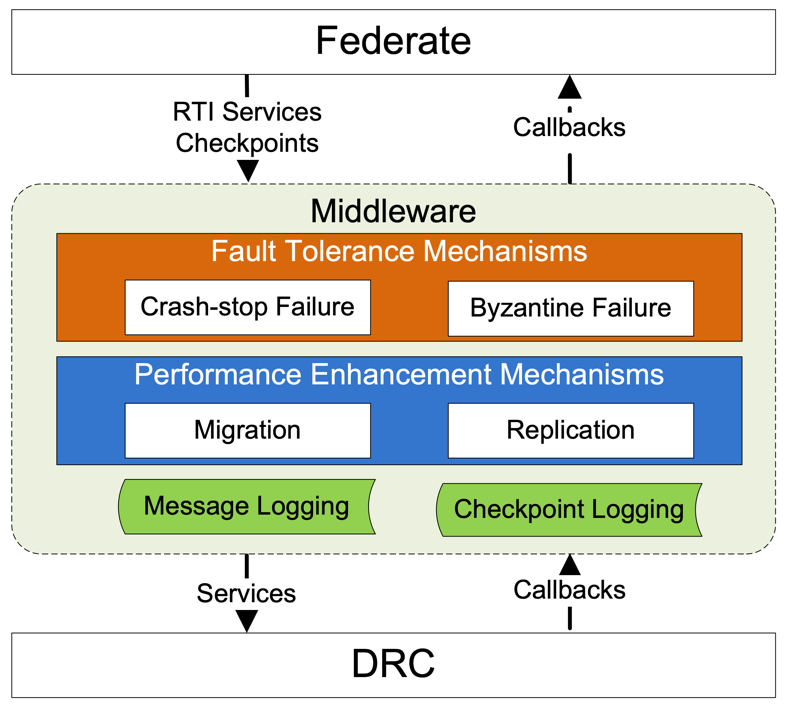 Federate
RTI Services
Checkpoints
Callbacks
Middleware
Fault Tolerance Mechanisms
Crash-stop Failure
Byzantine Failure
Performance Enhancement Mechanisms
Migration
Replication
Message Logging
Checkpoint Logging
Services
Callbacks
DRC